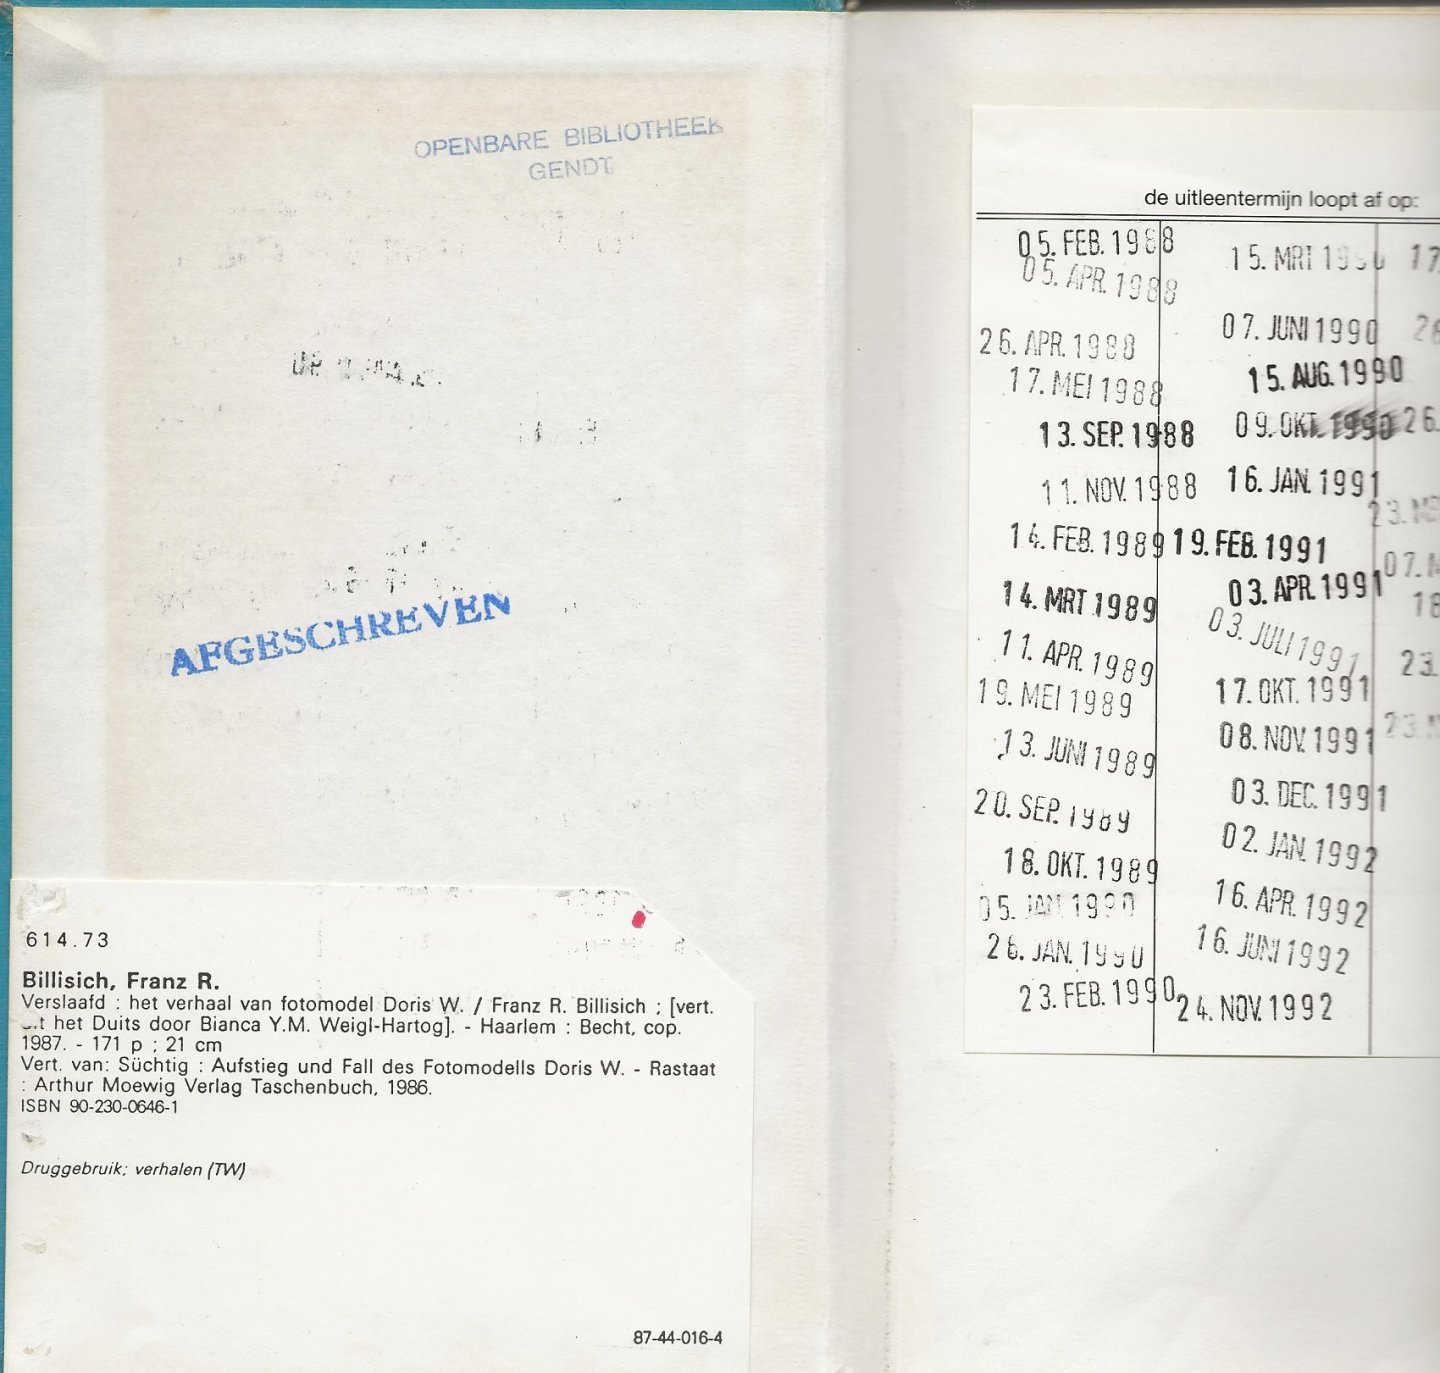 OPENBARE BIBLIOTHEEK
GENDT
AFGESCHREVEN
614.73
Billisich, Franz R.
Verslaafd : het verhaal van fotomodel Doris W. / Franz R. Billisich ; [vert.
het Duits door Bianca Y.M. Weigl-Hartog]. - Haarlem : Becht, cop.
1987. - 171 p ; 21 cm
Vert. van: Süchtig : Aufstieg und Fall des Fotomodells Doris W. - Rastaat
: Arthur Moewig Verlag Taschenbuch, 1986.
ISBN 90-230-0646-1
Druggebruik; verhalen (TW)
87-44-016-4
de uitleentermijn loopt af op:
05. FEB. 1988
05. APR. 1988
26. APR. 1988
17. MEI 1988
13. SEP. 1988
11. NOV. 1988
14. FEB. 1989
14. MRT 1989
11. APR. 1989
19. MEI 1989
13. JUNI 1989
20. SEP. 1989
18. OKT. 1989
05. JAN 1990
26. JAN. 1990
23. FEB. 1990
15. MRT 1990
07. JUNI 1990
15. AUG. 1990
09. OKT. 1990
16. JAN. 1991
19. FEB. 1991
03. APR. 1991
03. JULI 1991
17. OKT. 1991
08. NOV. 1991
03. DEC. 1991
02. JAN. 1992
16. APR. 1992
16. JUNI 1992
24. NOV. 1992
17.
26.
23.
07.
18
23.
23.